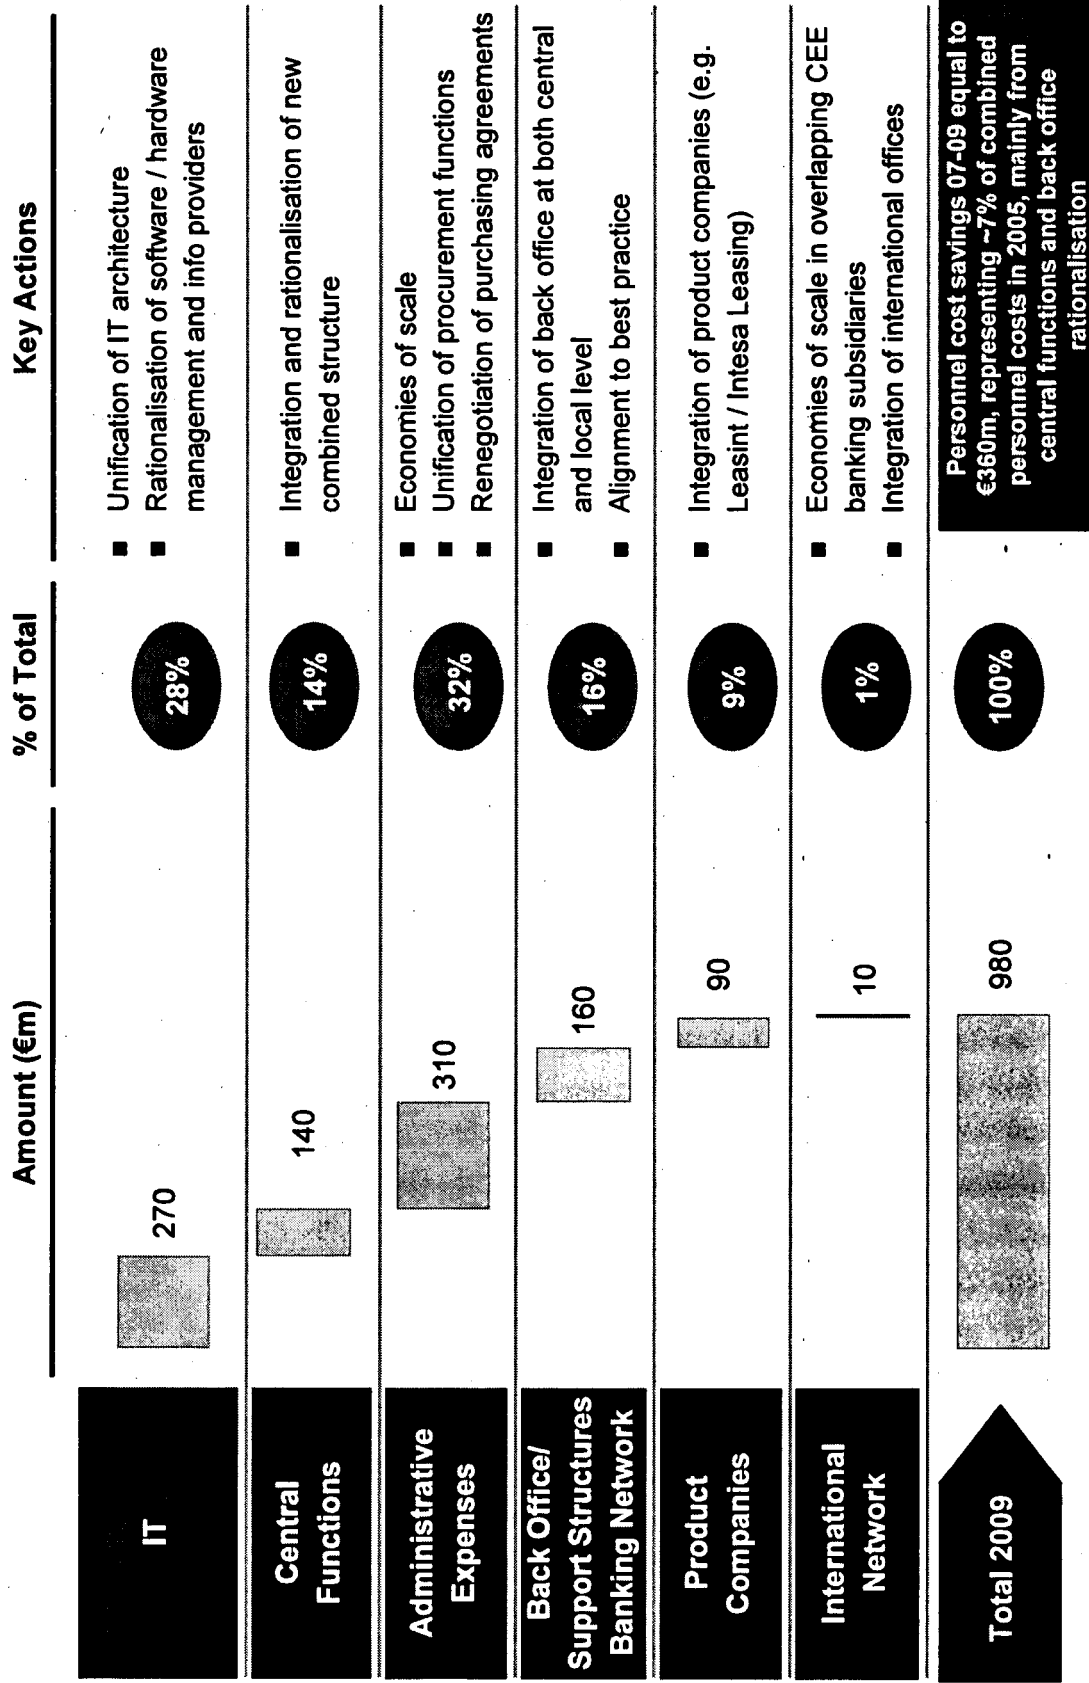 Amount (€m)
% of Total
Key Actions
IT
270
28%
■ Unification of IT architecture
■ Rationalisation of software / hardware
management and info providers
Central
Functions
140
14%
■ Integration and rationalisation of new
combined structure
Administrative
Expenses
310
32%
■ Economies of scale
■ Unification of procurement functions
■ Renegotiation of purchasing agreements
Back Office/
Support Structures
Banking Network
160
16%
■ Integration of back office at both central
and local level
■ Alignment to best practice
Product
Companies
90
9%
■ Integration of product companies (e.g.
Leasint / Intesa Leasing)
International
Network
10
1%
■ Economies of scale in overlapping CEE
banking subsidiaries
■ Integration of international offices
Total 2009
980
100%
Personnel cost savings 07-09 equal to
€360m, representing ~7% of combined
personnel costs in 2005, mainly from
central functions and back office
rationalisation